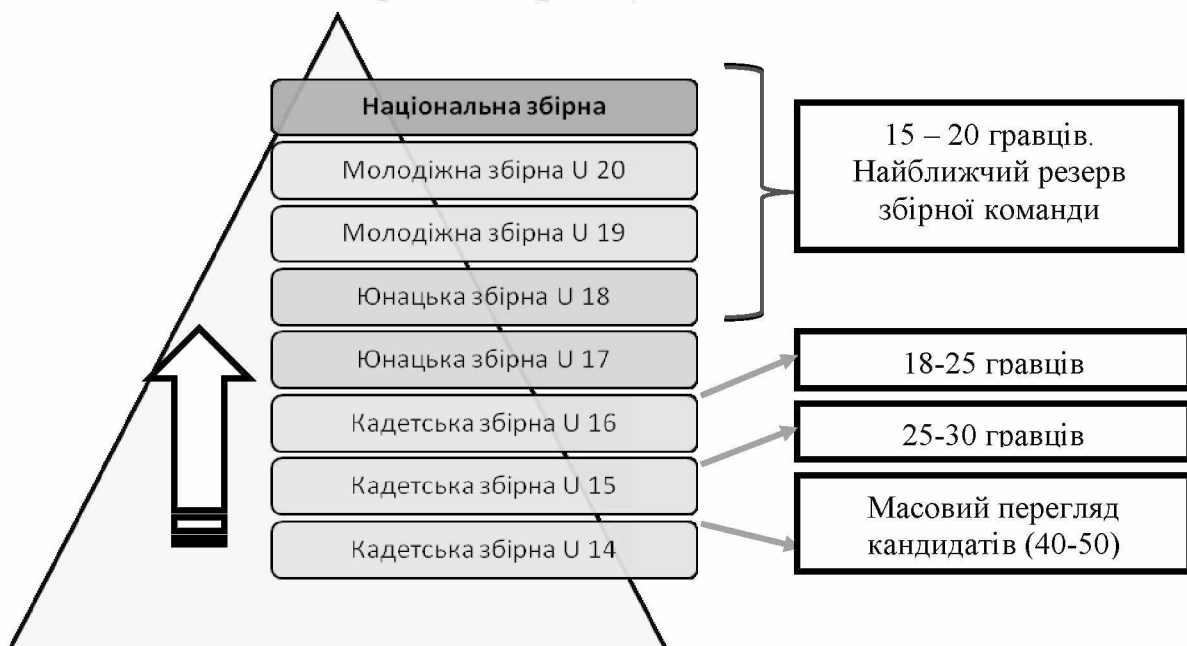 Національна збірна
Молодіжна збірна U 20
Молодіжна збірна U 19
Юнацька збірна U 18
Юнацька збірна U 17
Кадетська збірна U 16
Кадетська збірна U 15
Кадетська збірна U 14
15 – 20 гравців.
Найближчий резерв
збірної команди
18-25 гравців
25-30 гравців
Масовий перегляд
кандидатів (40-50)